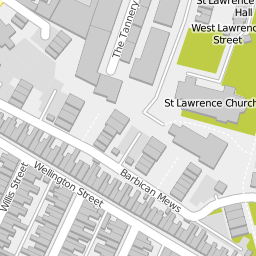 St Lawrence
Hall
West Lawrence
Street
The Tannery
St Lawrence Church
Barbican Mews
Wellington Street
Willis Street